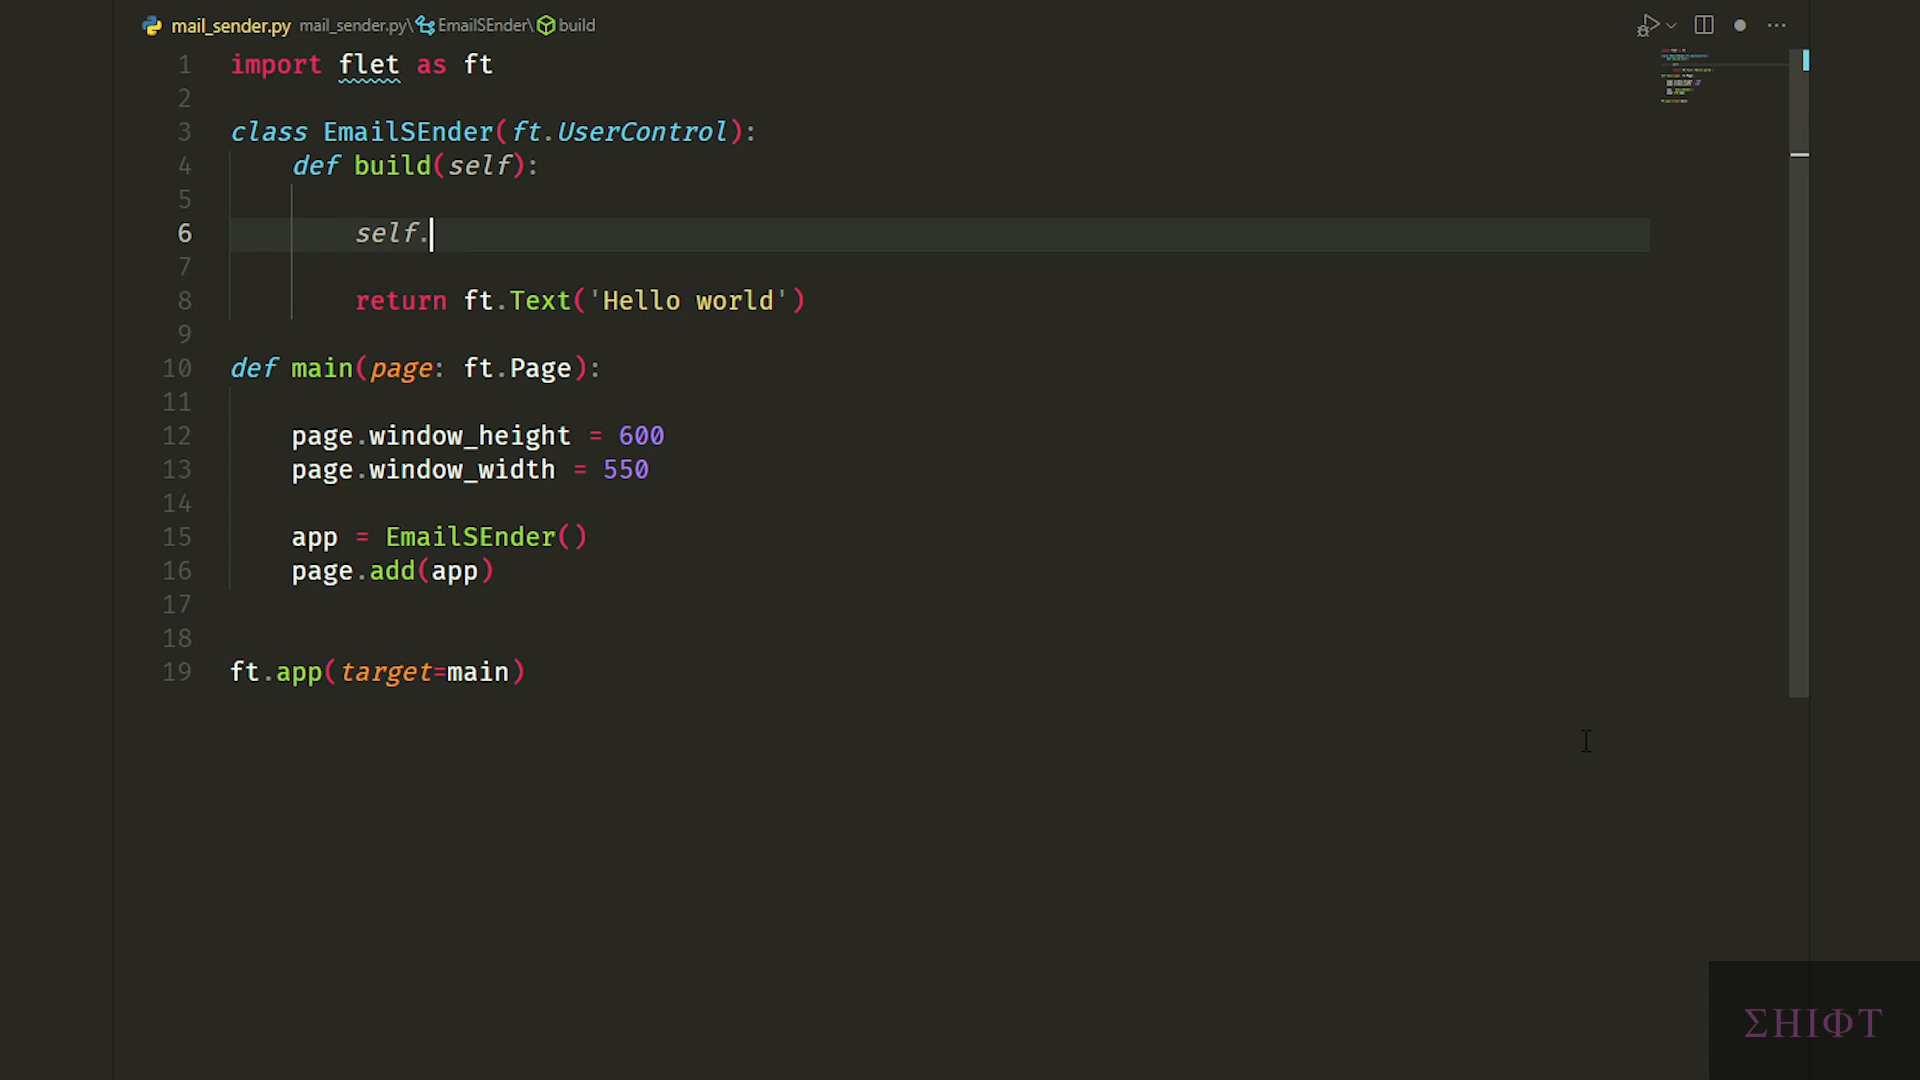 mail_sender.py mail_sender.py\EmailSEnder\build
1 import flet as ft
2
3 class EmailSEnder(ft.UserControl):
4 def build(self):
5
6 self.
7
8 return ft.Text('Hello world')
9
10 def main(page: ft.Page):
11
12 page.window_height = 600
13 page.window_width = 550
14
15 app = EmailSEnder()
16 page.add(app)
17
18
19 ft.app(target=main)
ΣHIΦT